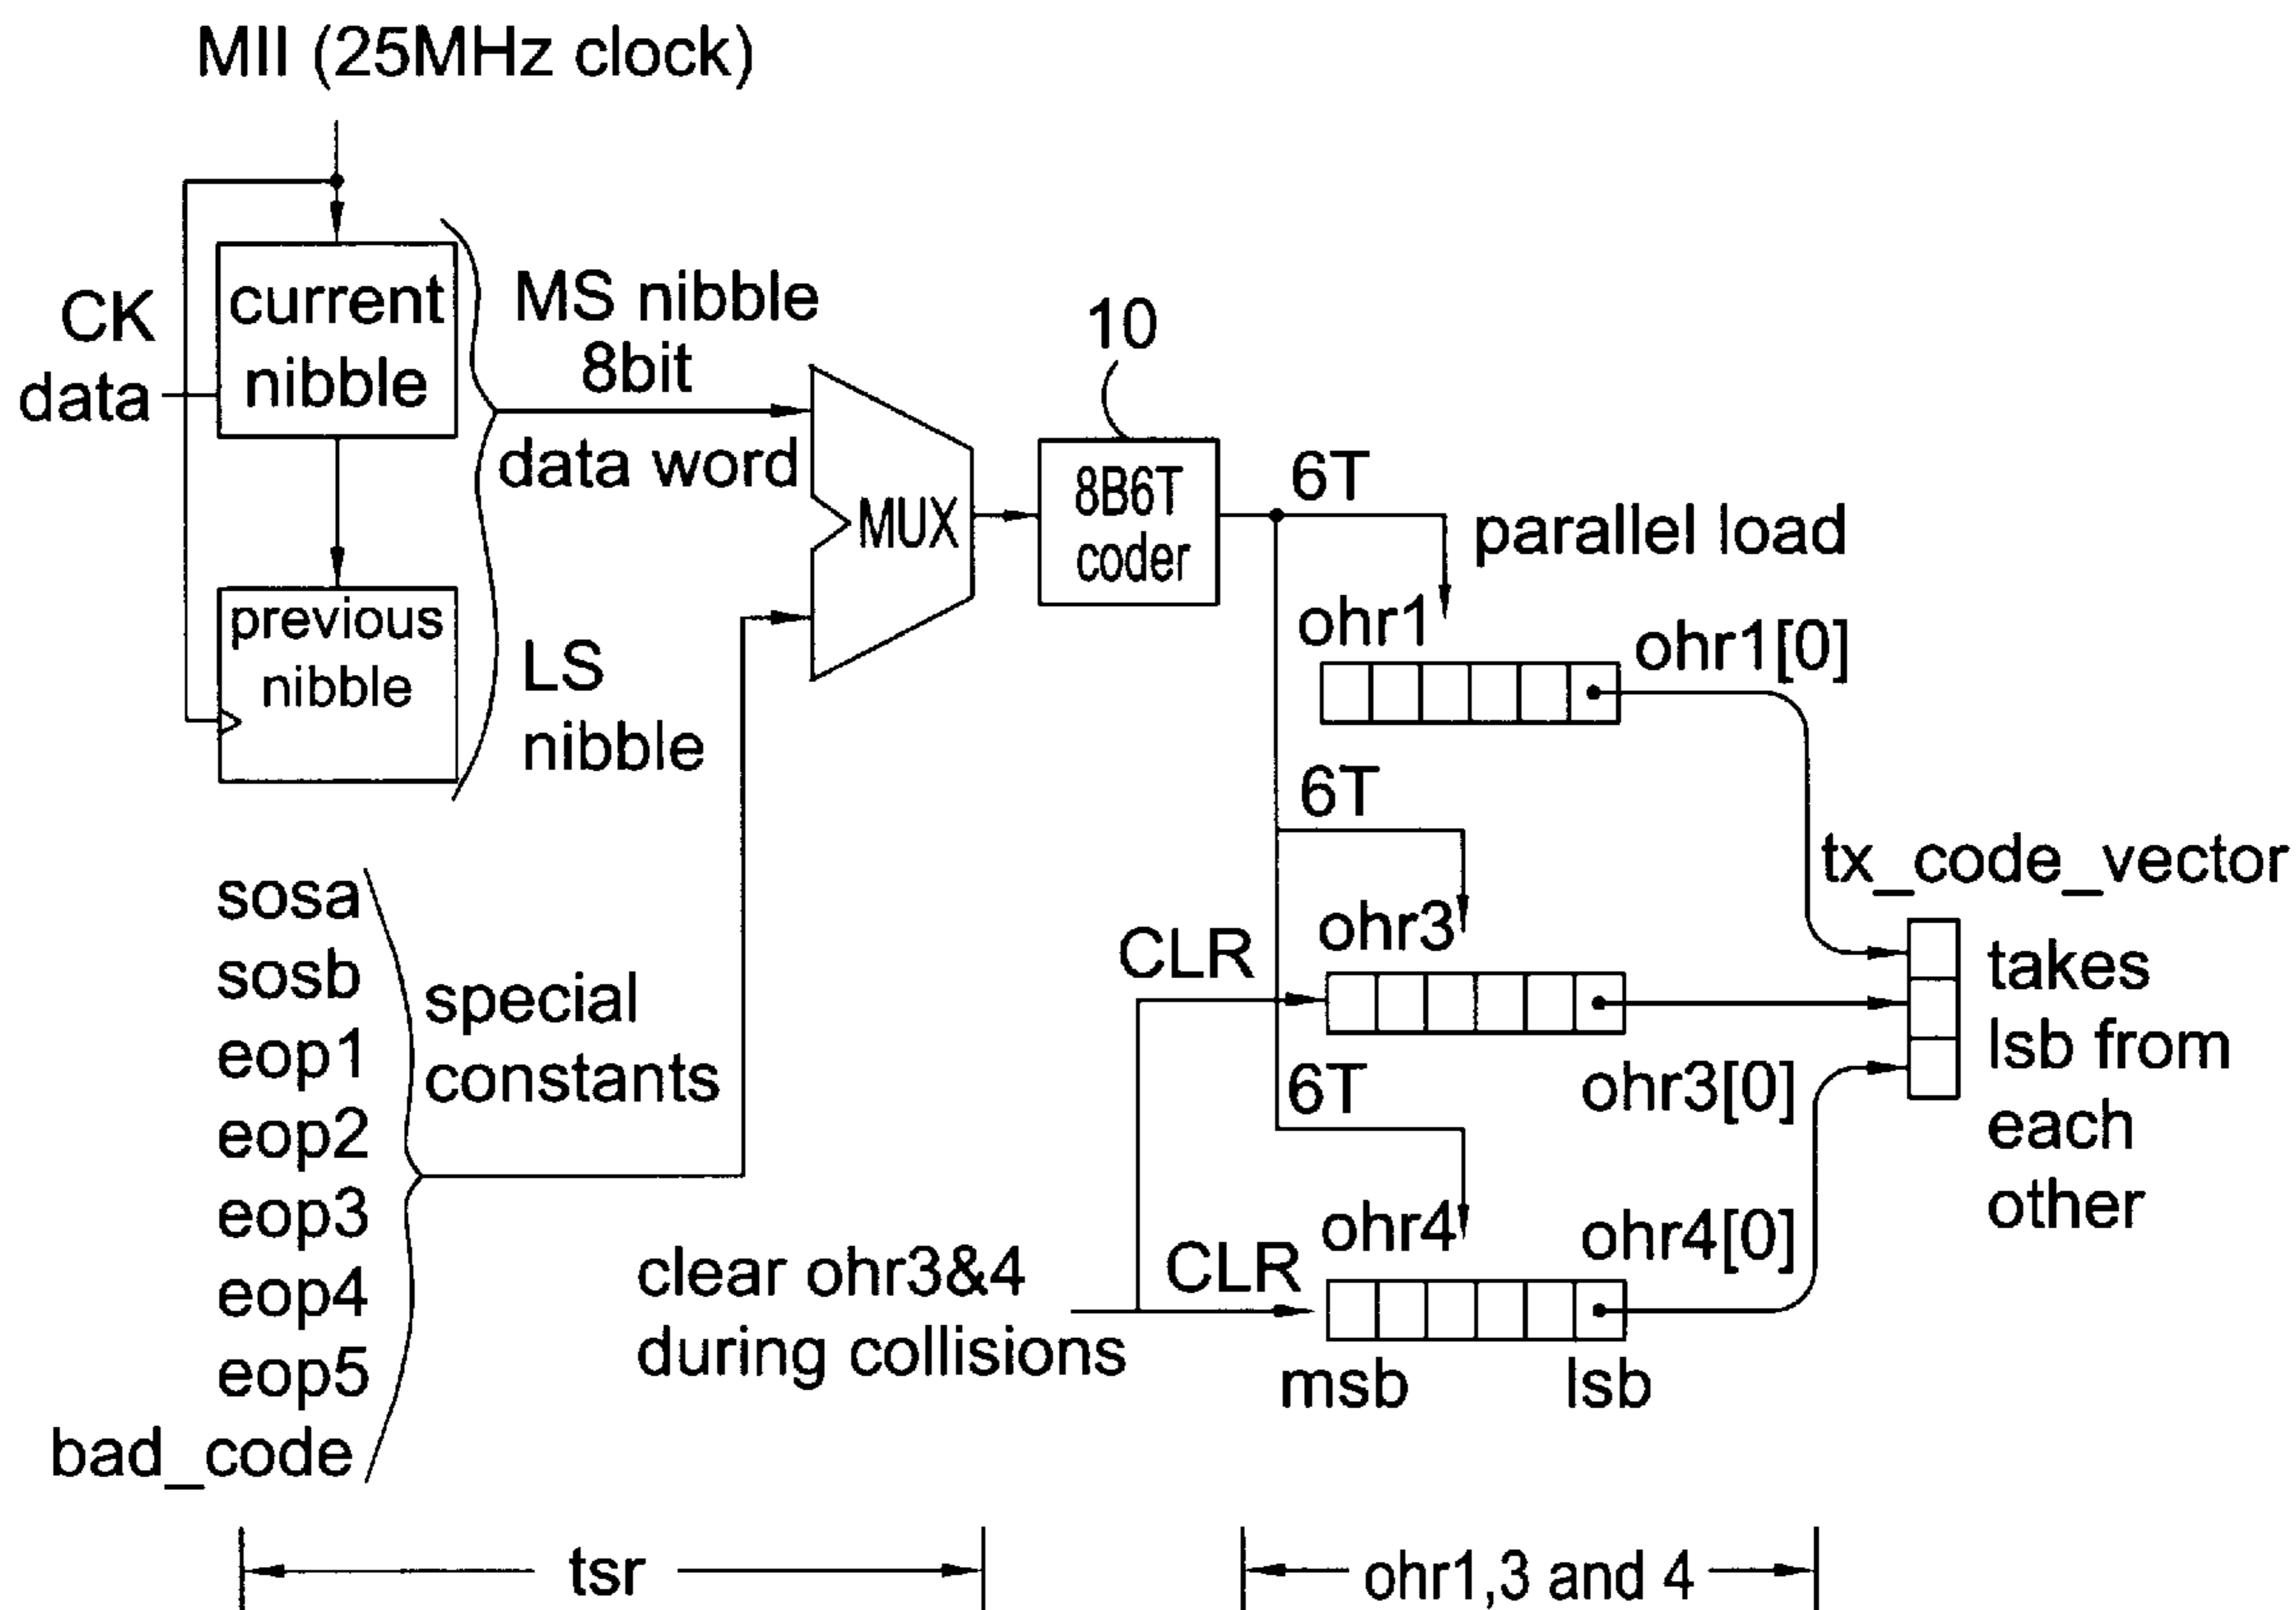 MII (25MHz clock)
CK
data
current
nibble
previous
nibble
MS nibble
8bit
data word
LS
nibble
MUX
10
8B6T
coder
6T
parallel load
ohr1
ohr1[0]
6T
ohr3
CLR
ohr3[0]
6T
ohr4
CLR
ohr4[0]
msb
lsb
tx_code_vector
takes
lsb from
each
other
sosa
sosb
eop1
eop2
eop3
eop4
eop5
bad_code
special
constants
clear ohr3&4
during collisions
tsr
ohr1,3 and 4